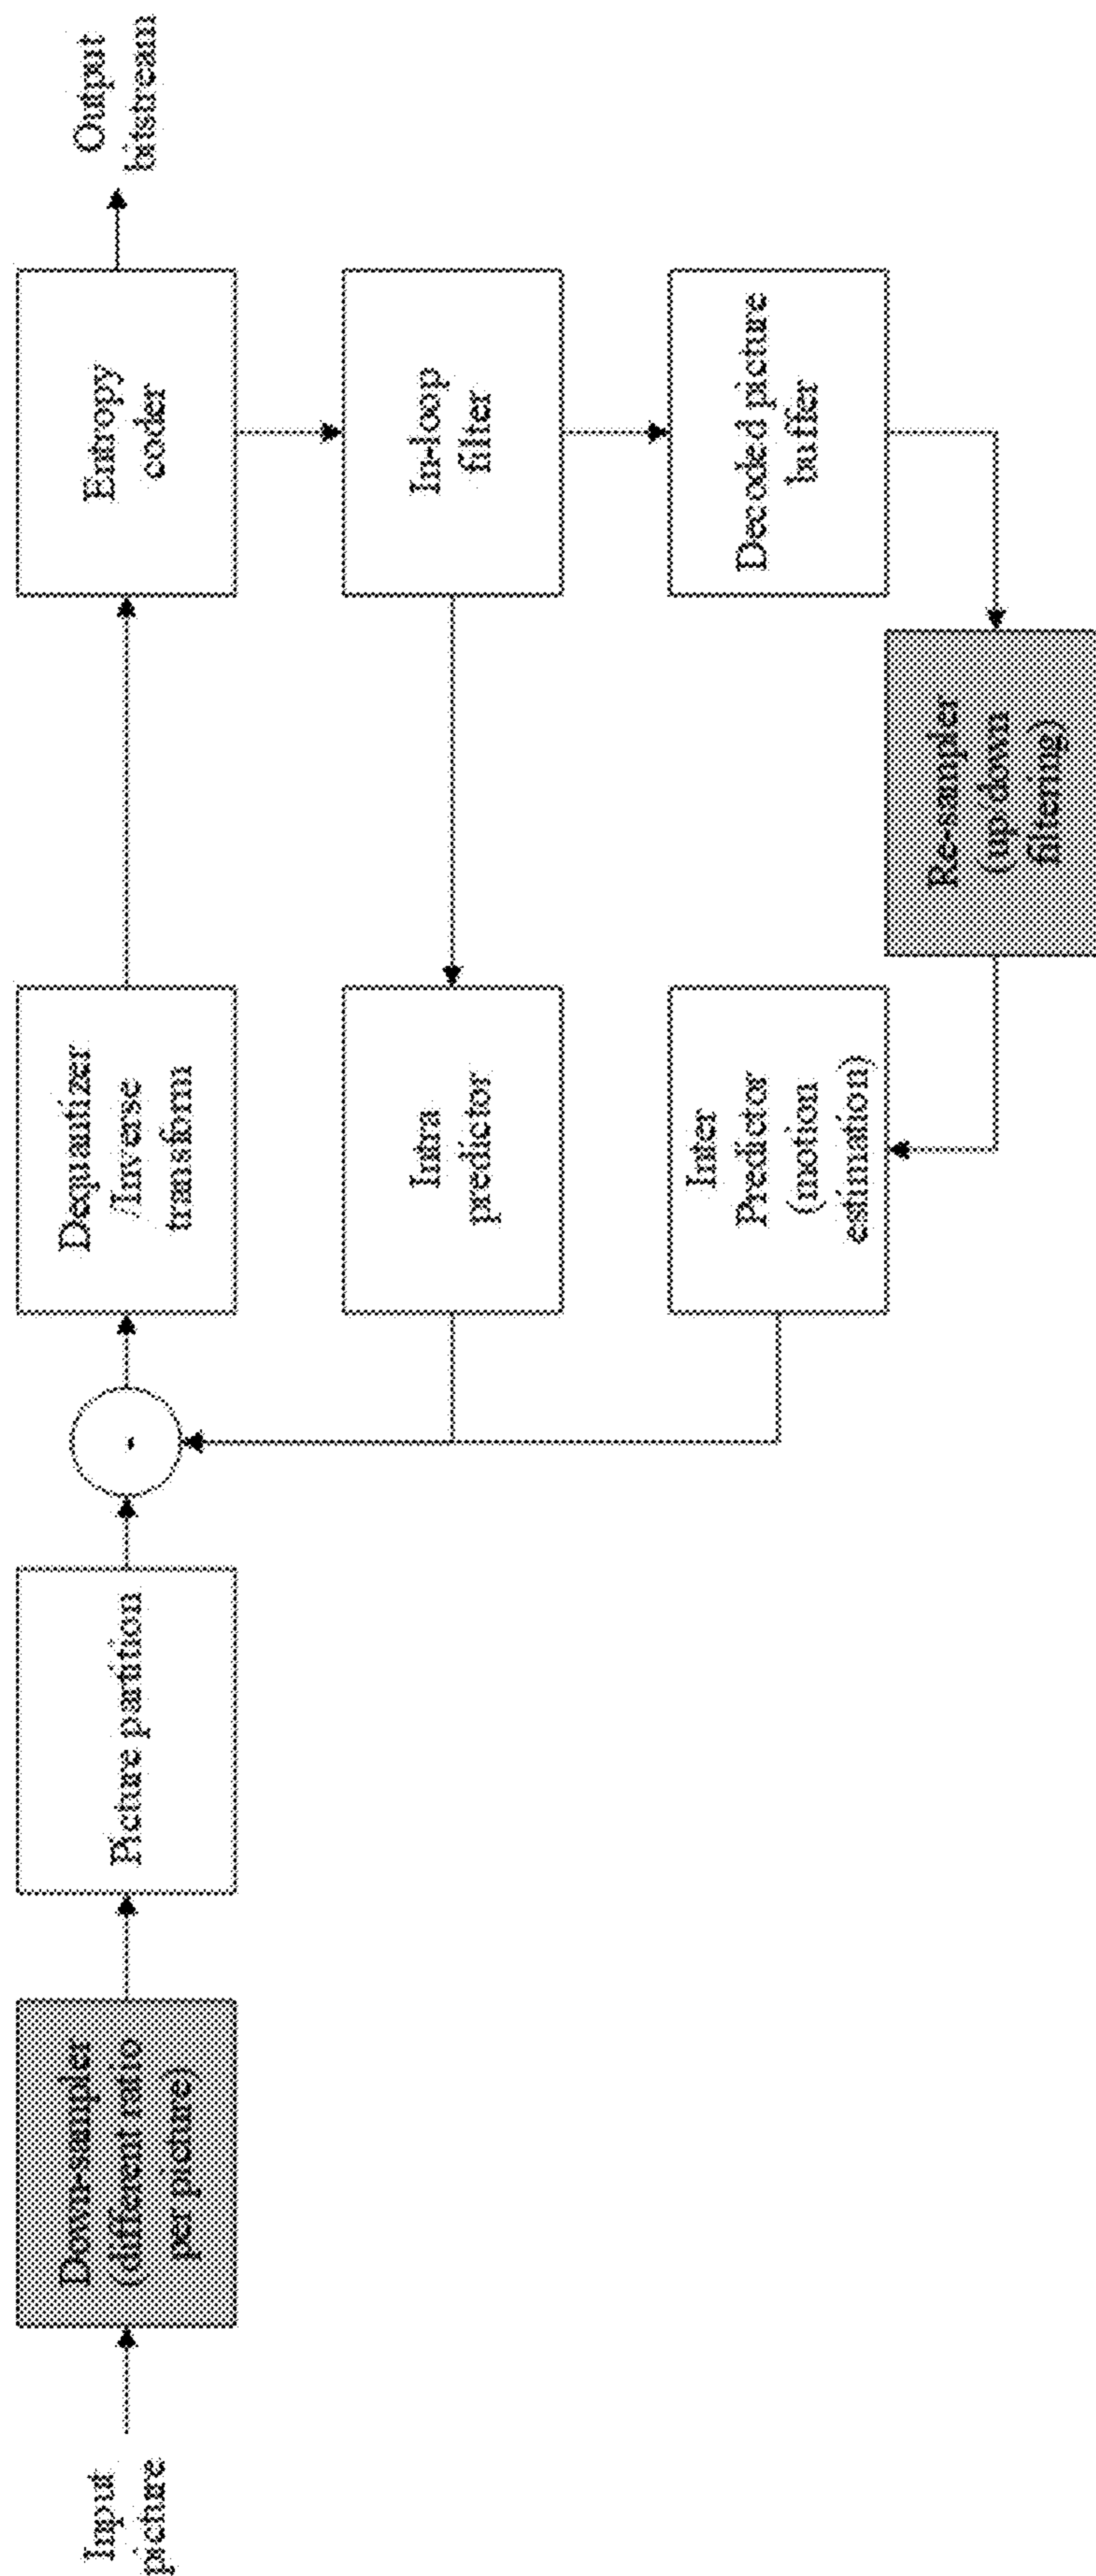 Input
picture
Down-sampler
(different ratio
per picture)
Picture partition
-
Dequautizer
/Inverse
transform
Entropy
coder
Output
bitstream
Intra
predictor
In-loop
filter
Inter
Predictor
(motion
estimation)
Decoded picture
buffer
Re-sampler
(up/down
filtering)